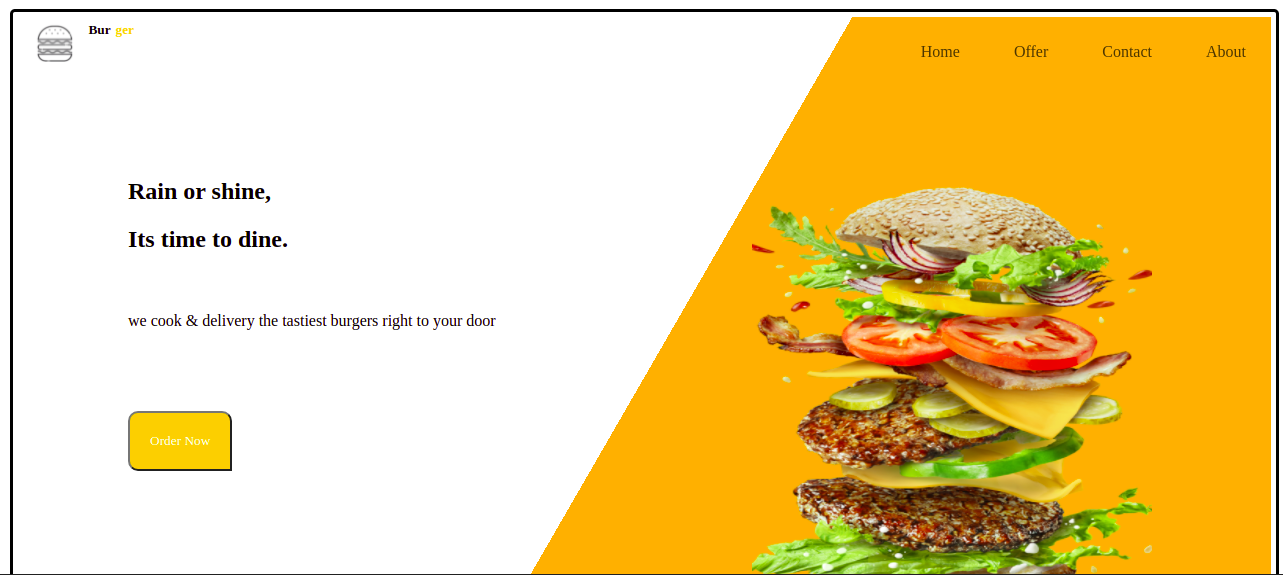 Bur ger
Home Offer Contact About
Rain or shine,
Its time to dine.
we cook & delivery the tastiest burgers right to your door
Order Now